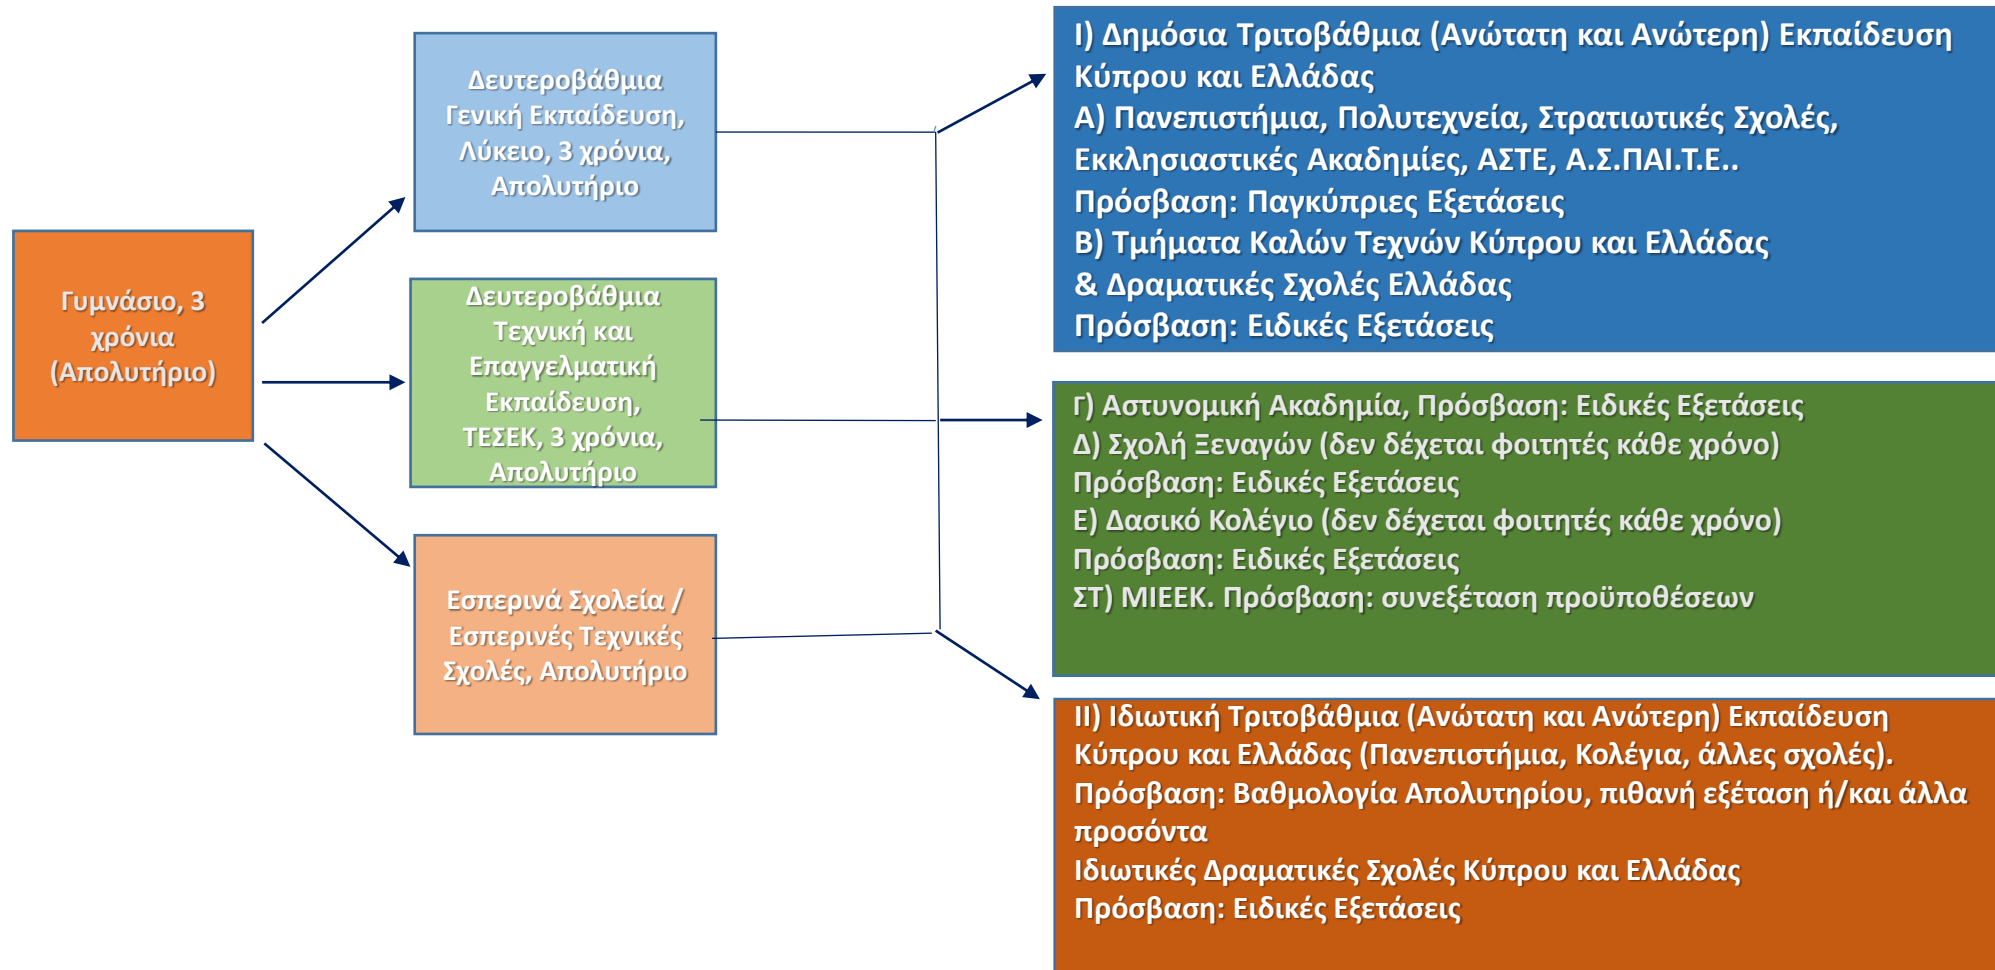 Γυμνάσιο, 3
χρόνια
(Απολυτήριο)
Δευτεροβάθμια
Γενική Εκπαίδευση,
Λύκειο, 3 χρόνια,
Απολυτήριο
Δευτεροβάθμια
Τεχνική και
Επαγγελματική
Εκπαίδευση,
ΤΕΣΕΚ, 3 χρόνια,
Απολυτήριο
Εσπερινά Σχολεία /
Εσπερινές Τεχνικές
Σχολές, Απολυτήριο
Ι) Δημόσια Τριτοβάθμια (Ανώτατη και Ανώτερη) Εκπαίδευση
Κύπρου και Ελλάδας
Α) Πανεπιστήμια, Πολυτεχνεία, Στρατιωτικές Σχολές,
Εκκλησιαστικές Ακαδημίες, ΑΣΤΕ, Α.Σ.ΠΑΙ.Τ.Ε..
Πρόσβαση: Παγκύπριες Εξετάσεις
Β) Τμήματα Καλών Τεχνών Κύπρου και Ελλάδας
& Δραματικές Σχολές Ελλάδας
Πρόσβαση: Ειδικές Εξετάσεις
Γ) Αστυνομική Ακαδημία, Πρόσβαση: Ειδικές Εξετάσεις
Δ) Σχολή Ξεναγών (δεν δέχεται φοιτητές κάθε χρόνο)
Πρόσβαση: Ειδικές Εξετάσεις
Ε) Δασικό Κολέγιο (δεν δέχεται φοιτητές κάθε χρόνο)
Πρόσβαση: Ειδικές Εξετάσεις
ΣΤ) ΜΙΕΕΚ. Πρόσβαση: συνεξέταση προϋποθέσεων
ΙΙ) Ιδιωτική Τριτοβάθμια (Ανώτατη και Ανώτερη) Εκπαίδευση
Κύπρου και Ελλάδας (Πανεπιστήμια, Κολέγια, άλλες σχολές).
Πρόσβαση: Βαθμολογία Απολυτηρίου, πιθανή εξέταση ή/και άλλα
προσόντα
Ιδιωτικές Δραματικές Σχολές Κύπρου και Ελλάδας
Πρόσβαση: Ειδικές Εξετάσεις